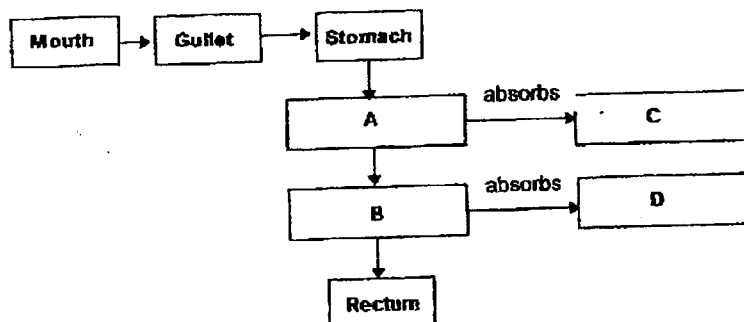 Mouth
Gullet
Stomach
A
absorbs
C
B
absorbs
D
Rectum